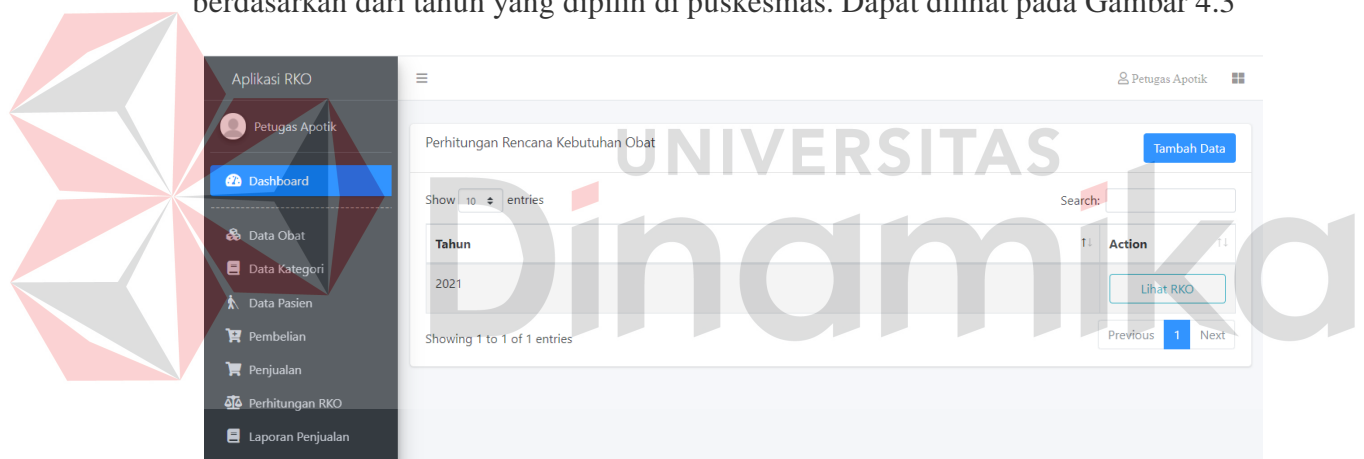 berdasarkan dari tahun yang dipilih di puskesmas. Dapat dilihat pada Gambar 4.3
Aplikasi RKO
Petugas Apotik
Petugas Apotik
Dashboard
Data Obat
Data Kategori
Data Pasien
Pembelian
Penjualan
Perhitungan RKO
Laporan Penjualan
Perhitungan Rencana Kebutuhan Obat
Tambah Data
Show 10 entries
Search:
Tahun Action
2021 Lihat RKO
Showing 1 to 1 of 1 entries
Previous 1 Next
UNIVERSITAS
Dinamika